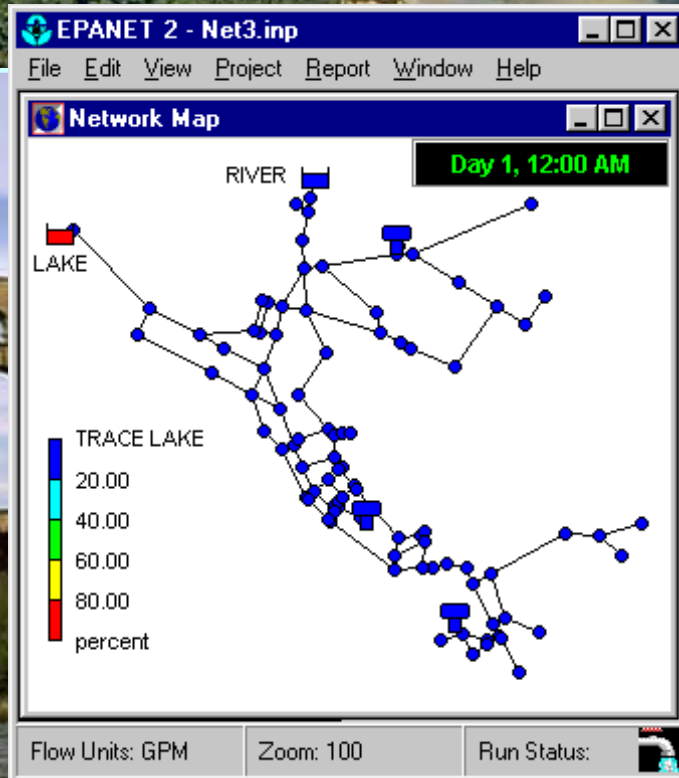 EPANET 2 - Net3.inp
File Edit View Project Report Window Help
Network Map
Day 1, 12:00 AM
RIVER
LAKE
TRACE LAKE
20.00
40.00
60.00
80.00
percent
Flow Units: GPM Zoom: 100 Run Status: